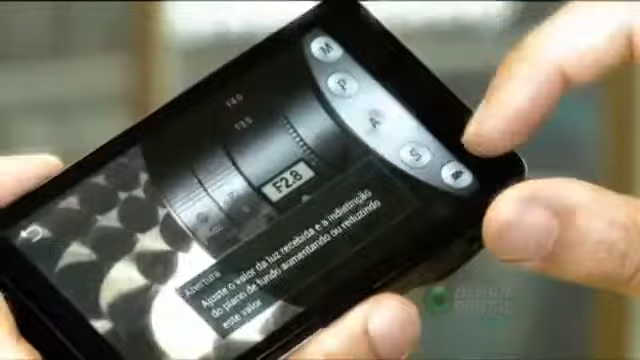 M
P
A
S
F4.0
F3.5
F2.8
Abertura
Ajuste o valor da luz recebida e a indistinção
do plano de fundo aumentando ou reduzindo
este valor